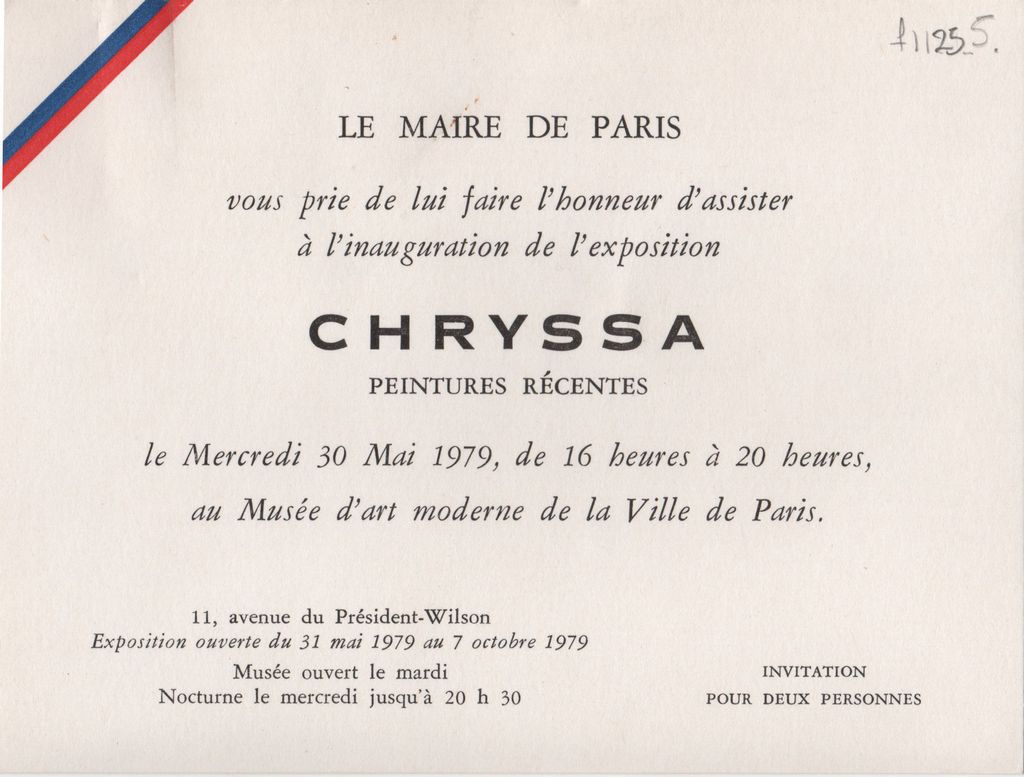 f11255.
LE MAIRE DE PARIS
vous prie de lui faire l'honneur d'assister
à l'inauguration de l'exposition
CHRYSSA
PEINTURES RÉCENTES
le Mercredi 30 Mai 1979, de 16 heures à 20 heures,
au Musée d'art moderne de la Ville de Paris.
11, avenue du Président-Wilson
Exposition ouverte du 31 mai 1979 au 7 octobre 1979
Musée ouvert le mardi
Nocturne le mercredi jusqu'à 20 h 30
INVITATION
POUR DEUX PERSONNES